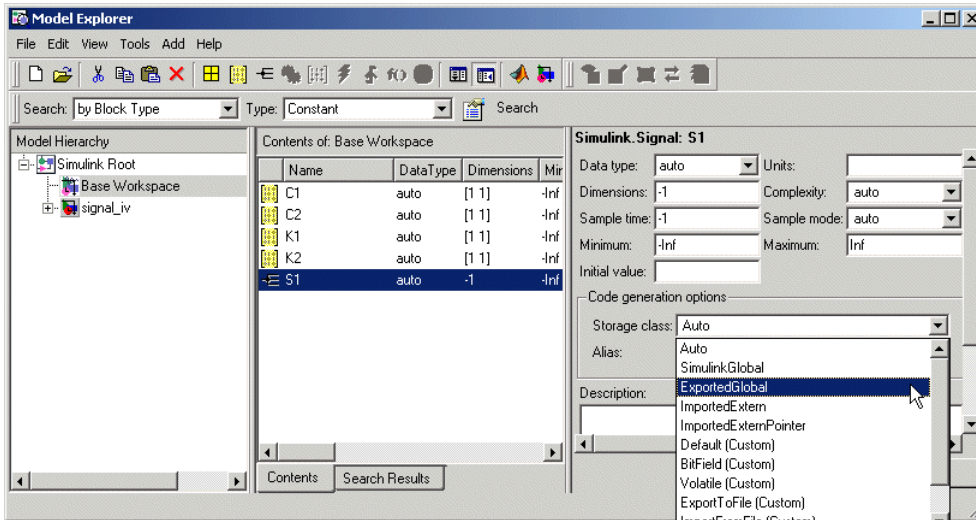 Model Explorer
File Edit View Tools Add Help
Search: by Block Type Type: Constant Search
Model Hierarchy
Simulink Root
Base Workspace
signal_iv
Contents of: Base Workspace
Name DataType Dimensions Mir
C1 auto [1 1] -Inf
C2 auto [1 1] -Inf
K1 auto [1 1] -Inf
K2 auto [1 1] -Inf
S1 auto -1 -Inf
Contents Search Results
Simulink.Signal: S1
Data type: auto Units:
Dimensions: -1 Complexity: auto
Sample time: -1 Sample mode: auto
Minimum: -Inf Maximum: Inf
Initial value:
Code generation options
Storage class: Auto
Alias:
Description:
Auto
SimulinkGlobal
ExportedGlobal
ImportedExtern
ImportedExternPointer
Default (Custom)
BitField (Custom)
Volatile (Custom)
ExportToFile (Custom)
ImportFromFile (Custom)